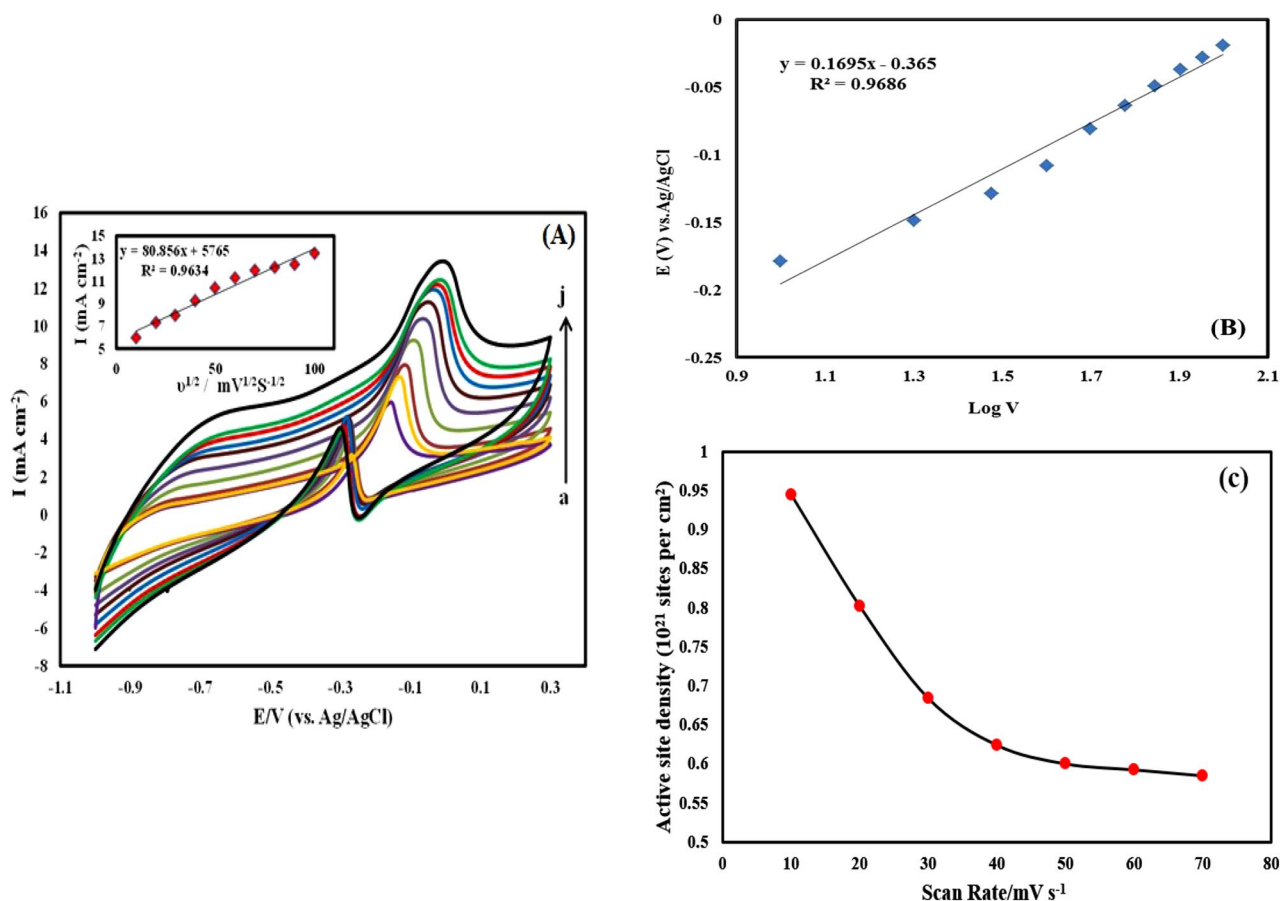 16
14
12
10
8
6
4
2
0
-2
-4
-6
-8
I (mA cm⁻²)
-1.1 -0.9 -0.7 -0.5 -0.3 -0.1 0.1 0.3
E/V (vs. Ag/AgCl)
(A)
j
a
15
13
11
9
7
5
I (mA cm⁻²)
y = 80.856x + 5765
R² = 0.9634
0 50 100
υ¹/² / mV¹/²S⁻¹/²
0
-0.05
-0.1
-0.15
-0.2
-0.25
E (V) vs.Ag/AgCl
y = 0.1695x - 0.365
R² = 0.9686
(B)
0.9 1.1 1.3 1.5 1.7 1.9 2.1
Log V
1
0.95
0.9
0.85
0.8
0.75
0.7
0.65
0.6
0.55
0.5
Active site density (10²¹ sites per cm²)
(c)
0 10 20 30 40 50 60 70 80
Scan Rate/mV s⁻¹